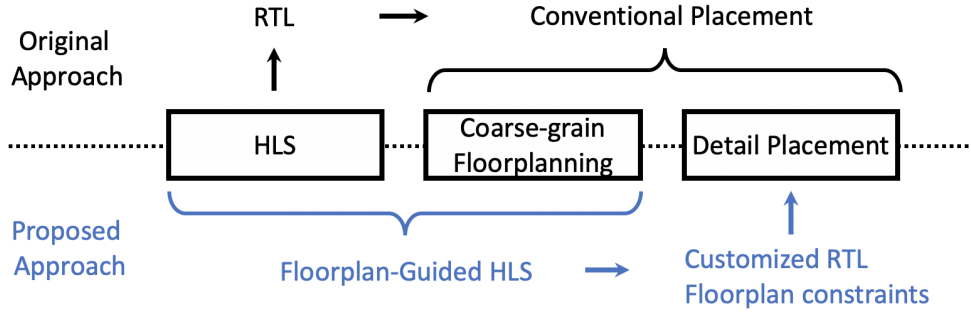 RTL
Conventional Placement
Original
Approach
HLS
Coarse-grain
Floorplanning
Detail Placement
Proposed
Approach
Floorplan-Guided HLS
Customized RTL
Floorplan constraints